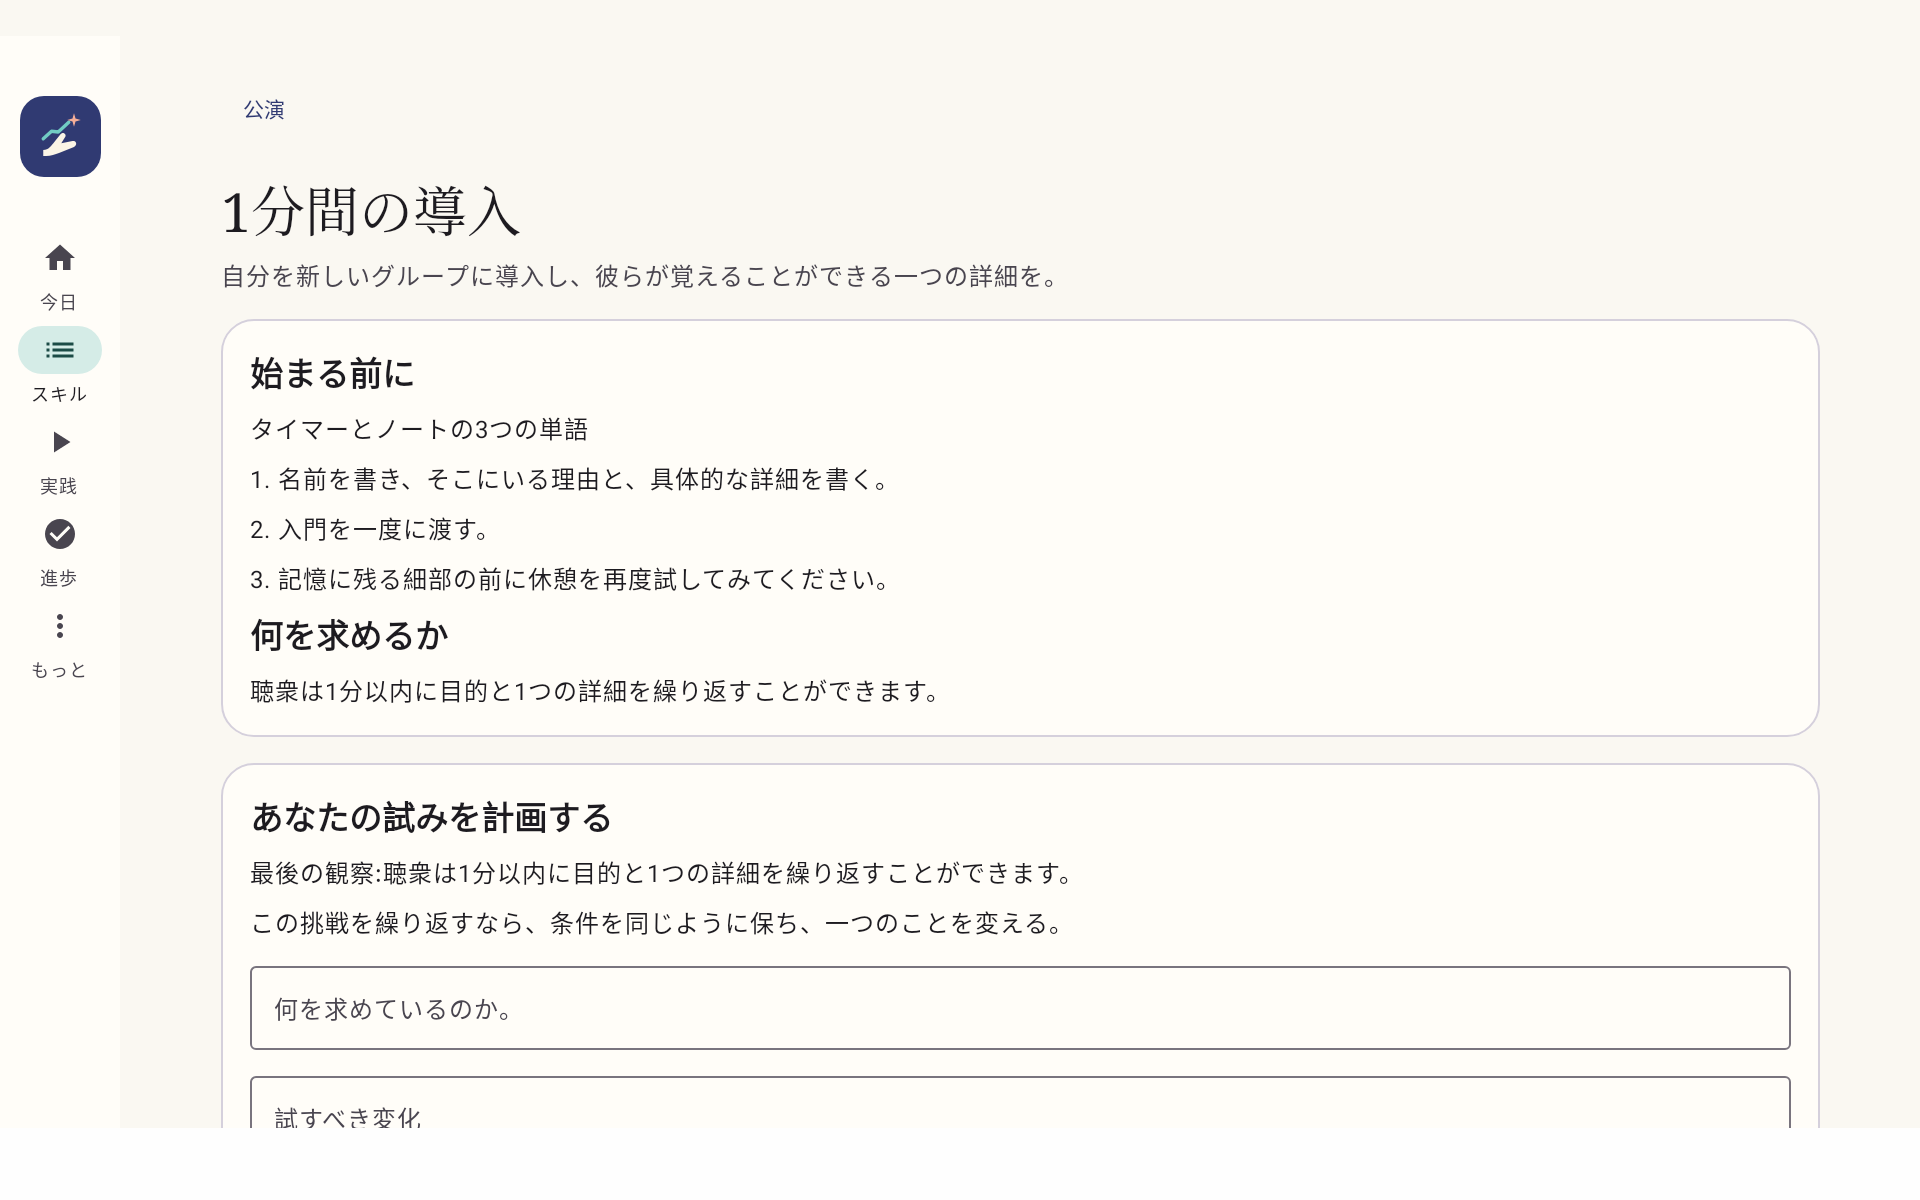 公演
1分間の導入
自分を新しいグループに導入し、彼らが覚えることができる一つの詳細を。
今日
スキル
実践
進歩
もっと
始まる前に
タイマーとノートの3つの単語
1. 名前を書き、そこにいる理由と、具体的な詳細を書く。
2. 入門を一度に渡す。
3. 記憶に残る細部の前に休憩を再度試してみてください。
何を求めるか
聴衆は1分以内に目的と1つの詳細を繰り返すことができます。
あなたの試みを計画する
最後の観察:聴衆は1分以内に目的と1つの詳細を繰り返すことができます。
この挑戦を繰り返すなら、条件を同じように保ち、一つのことを変える。
何を求めているのか。
試すべき変化